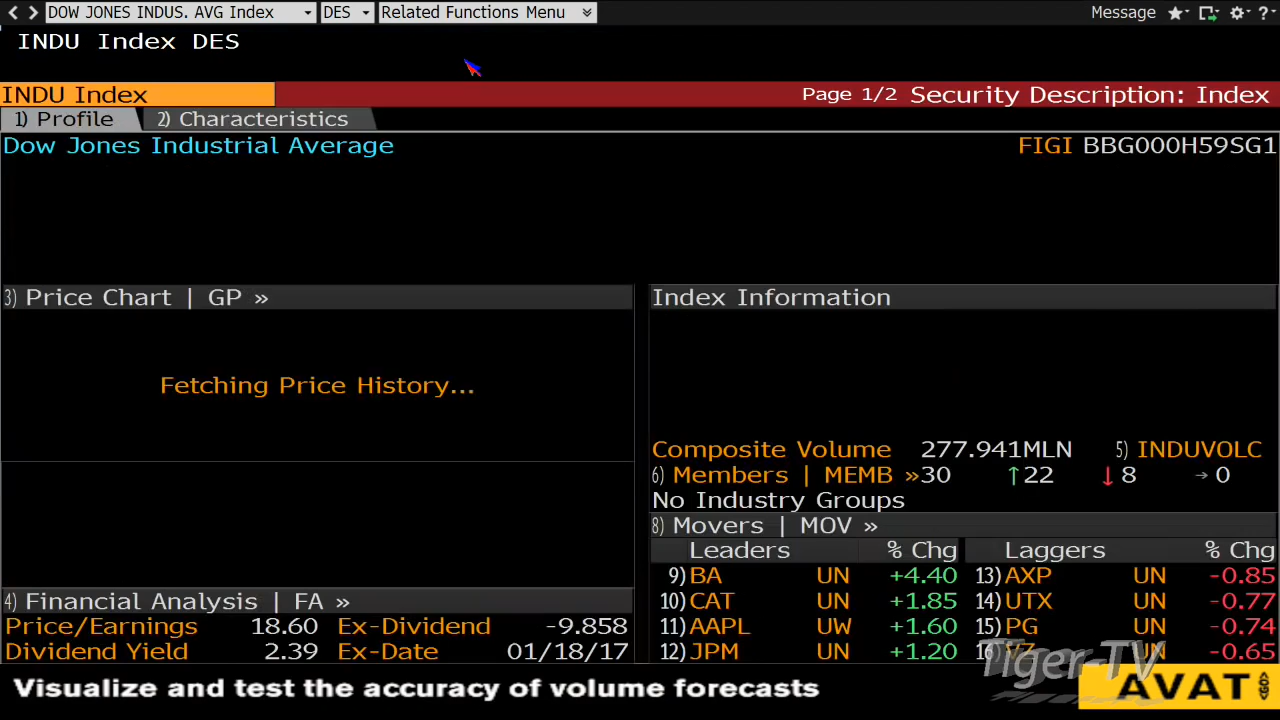 DOW JONES INDUS. AVG Index DES Related Functions Menu Message ?
INDU Index DES
INDU Index Page 1/2 Security Description: Index
1) Profile 2) Characteristics
Dow Jones Industrial Average FIGI BBG000H59SG1
3) Price Chart | GP » Index Information
Fetching Price History...
Composite Volume 277.941MLN 5) INDUVOLC
6) Members | MEMB »30 ↑22 ↓8 → 0
No Industry Groups
8) Movers | MOV »
Leaders % Chg Laggers % Chg
9) BA UN +4.40 13) AXP UN -0.85
4) Financial Analysis | FA » 10) CAT UN +1.85 14) UTX UN -0.77
Price/Earnings 18.60 Ex-Dividend -9.858 11) AAPL UW +1.60 15) PG UN -0.74
Dividend Yield 2.39 Ex-Date 01/18/17 12) JPM UN +1.20 16) VZ UN -0.65
Tiger-TV
Visualize and test the accuracy of volume forecasts AVAT <GO>